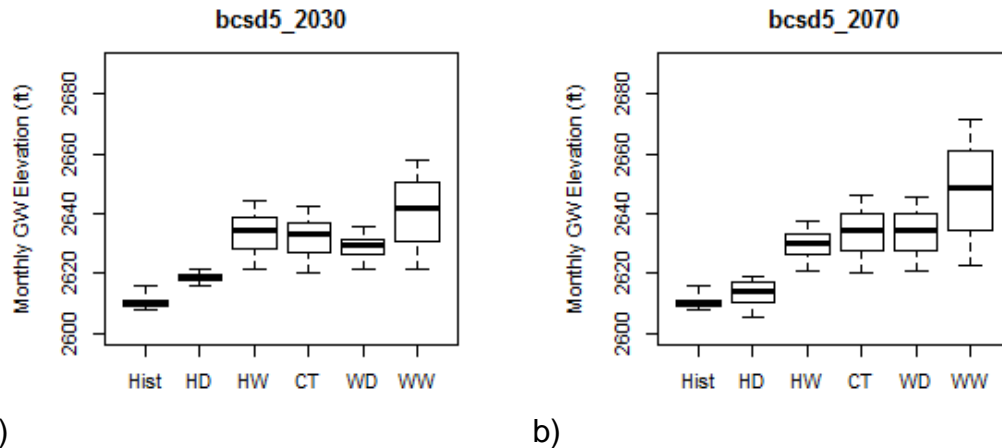 bcsd5_2030
Monthly GW Elevation (ft)
2680
2660
2640
2620
2600
Hist HD HW CT WD WW
)
bcsd5_2070
Monthly GW Elevation (ft)
2680
2660
2640
2620
2600
Hist HD HW CT WD WW
b)